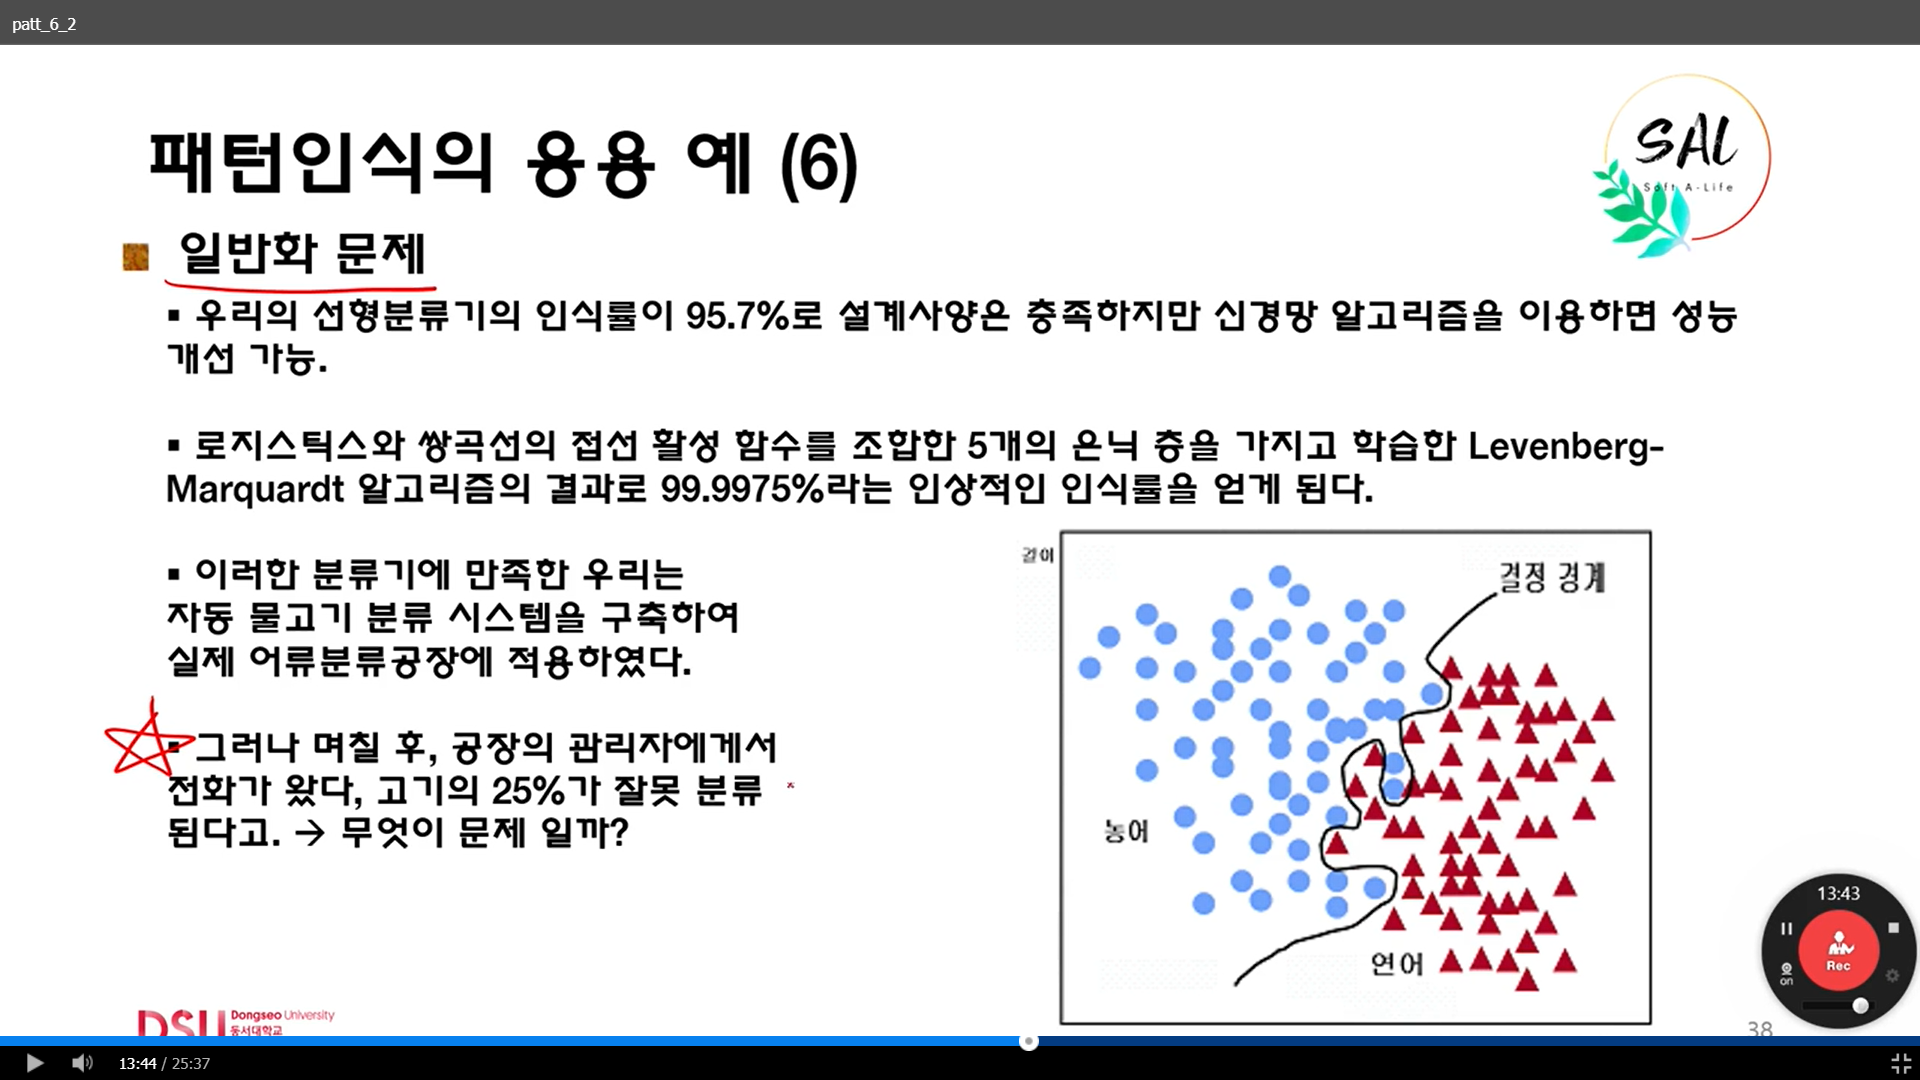 patt_6_2
SAL
Soft A-Life
패턴인식의 응용 예 (6)
일반화 문제
▪ 우리의 선형분류기의 인식률이 95.7%로 설계사양은 충족하지만 신경망 알고리즘을 이용하면 성능
개선 가능.
▪ 로지스틱스와 쌍곡선의 접선 활성 함수를 조합한 5개의 은닉 층을 가지고 학습한 Levenberg-
Marquardt 알고리즘의 결과로 99.9975%라는 인상적인 인식률을 얻게 된다.
▪ 이러한 분류기에 만족한 우리는
자동 물고기 분류 시스템을 구축하여
실제 어류분류공장에 적용하였다.
▪ 그러나 며칠 후, 공장의 관리자에게서
전화가 왔다, 고기의 25%가 잘못 분류
된다고. → 무엇이 문제 일까?
길이
결정 경계
농어
연어
13:43
Rec
on
DSU Dongseo University
동서대학교
38
13:44 / 25:37